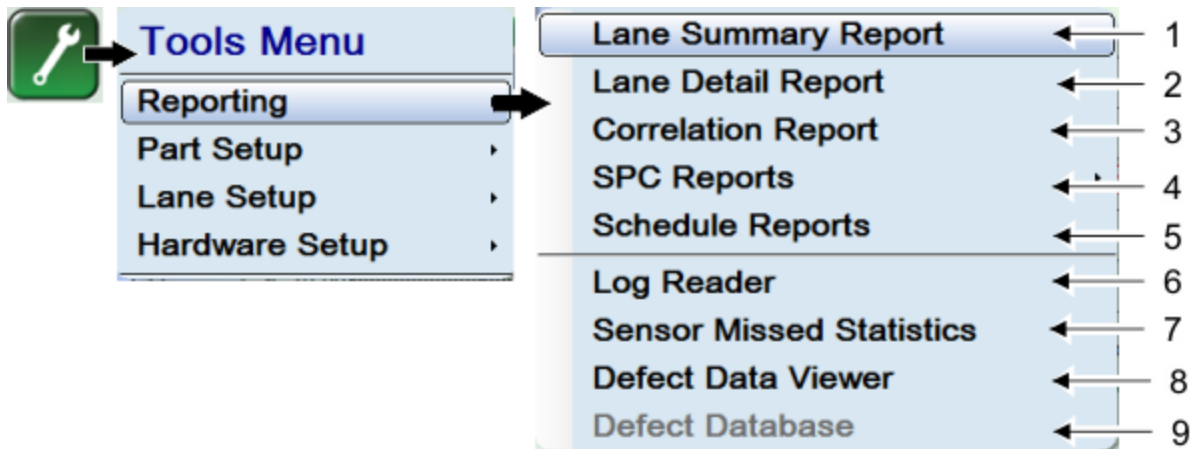 Tools Menu
Reporting
Part Setup
Lane Setup
Hardware Setup
Lane Summary Report 1
Lane Detail Report 2
Correlation Report 3
SPC Reports 4
Schedule Reports 5
Log Reader 6
Sensor Missed Statistics 7
Defect Data Viewer 8
Defect Database 9